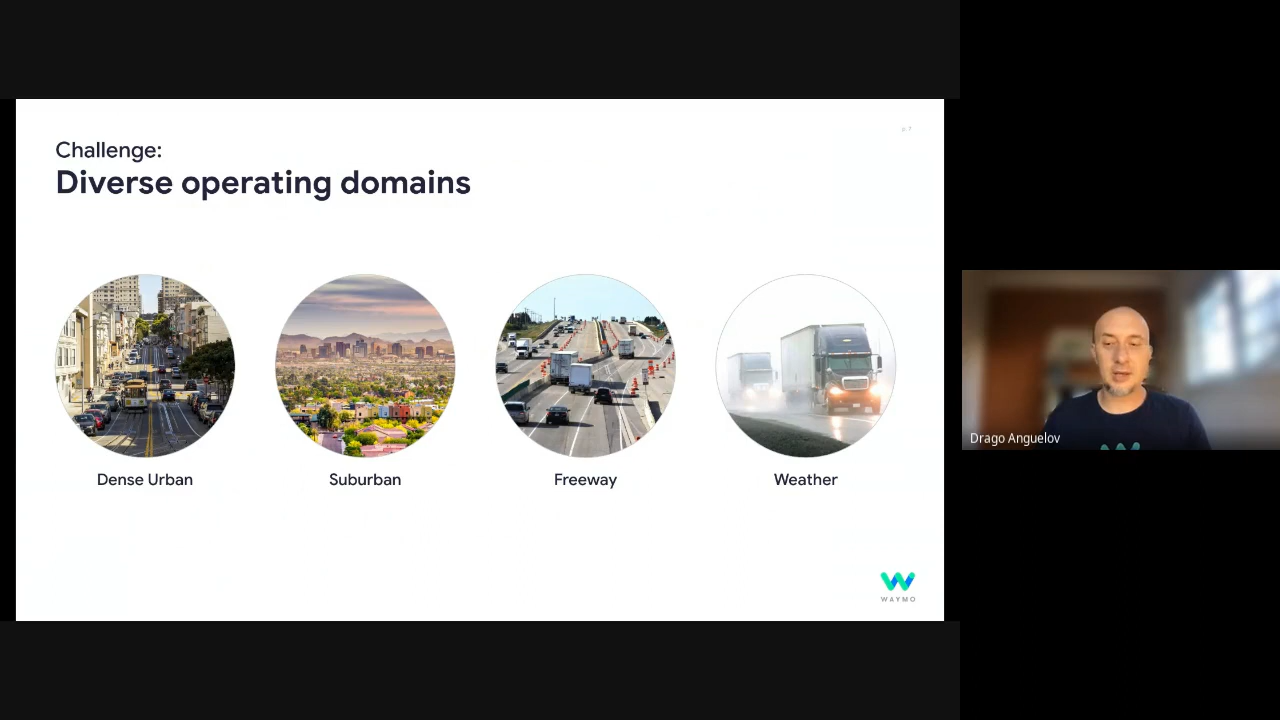 Challenge:
Diverse operating domains
Dense Urban
Suburban
Freeway
Weather
WAYMO
Drago Anguelov